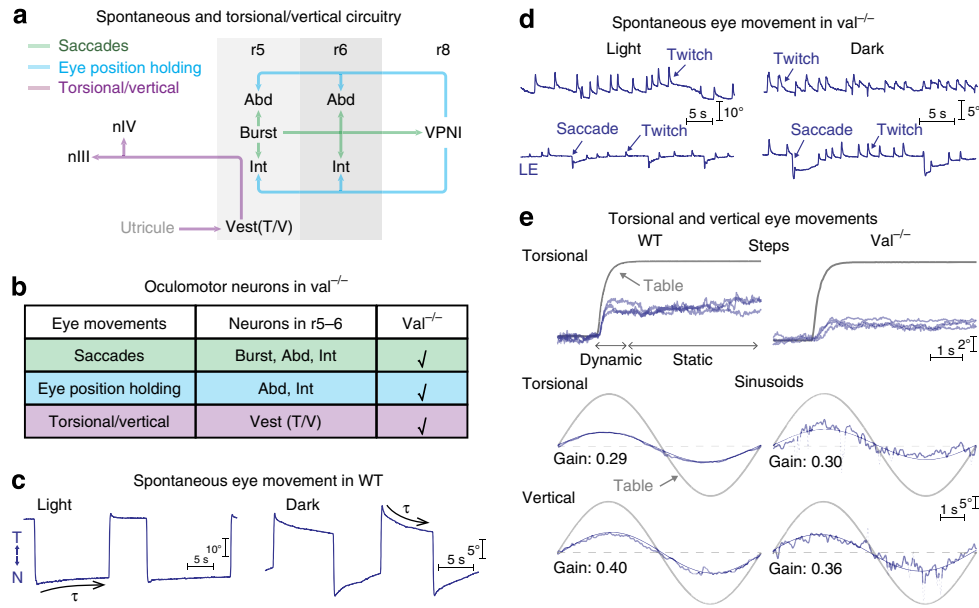 a
Spontaneous and torsional/vertical circuitry
Saccades
Eye position holding
Torsional/vertical
r5
r6
r8
Abd
Abd
Burst
VPNI
Int
Int
nIV
nIII
Utricule
Vest(T/V)
b
Oculomotor neurons in val−/−
Eye movements
Neurons in r5–6
Val−/−
Saccades
Burst, Abd, Int
√
Eye position holding
Abd, Int
√
Torsional/vertical
Vest (T/V)
√
c
Spontaneous eye movement in WT
Light
Dark
T
N
τ
5 s
10°
τ
5 s
5°
d
Spontaneous eye movement in val−/−
Light
Dark
Twitch
Twitch
5 s
10°
5 s
5°
Saccade
Twitch
Saccade
Twitch
LE
e
Torsional and vertical eye movements
WT
Val−/−
Torsional
Steps
Table
Dynamic
Static
1 s
2°
Torsional
Sinusoids
Gain: 0.29
Gain: 0.30
Table
Vertical
1 s
5°
Gain: 0.40
Gain: 0.36